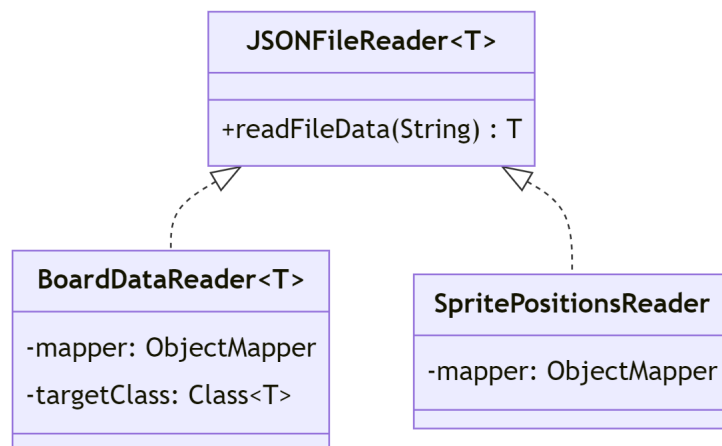 JSONFileReader<T>
+readFileData(String) : T
BoardDataReader<T>
-mapper: ObjectMapper
-targetClass: Class<T>
SpritePositionsReader
-mapper: ObjectMapper